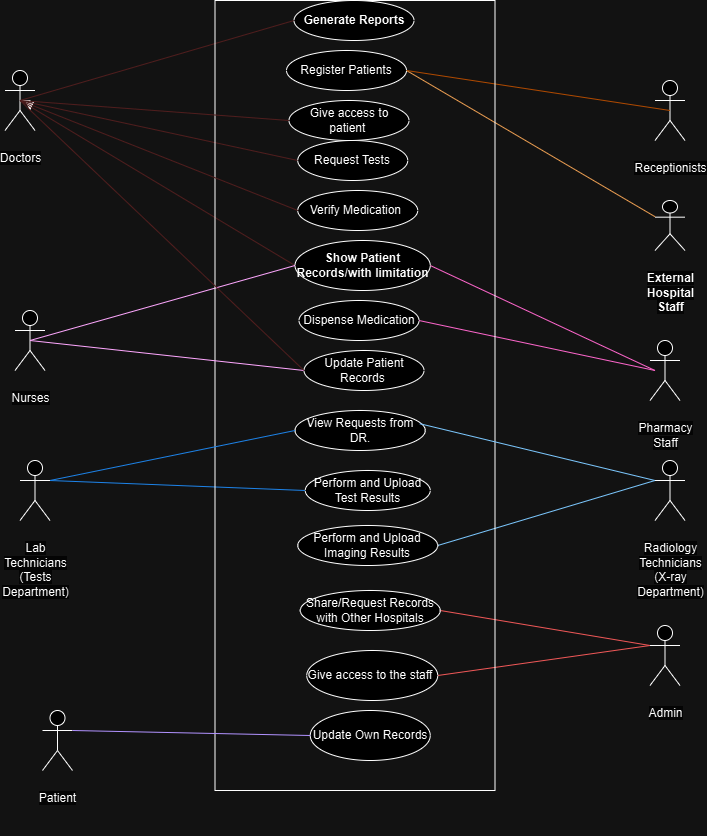 Generate Reports
Register Patients
Give access to
patient
Request Tests
Verify Medication
Show Patient
Records/with limitation
Dispense Medication
Update Patient
Records
View Requests from
DR.
Perform and Upload
Test Results
Perform and Upload
Imaging Results
Share/Request Records
with Other Hospitals
Give access to the staff
Update Own Records
Doctors
Nurses
Lab
Technicians
(Tests
Department)
Patient
Receptionists
External
Hospital
Staff
Pharmacy
Staff
Radiology
Technicians
(X-ray
Department)
Admin